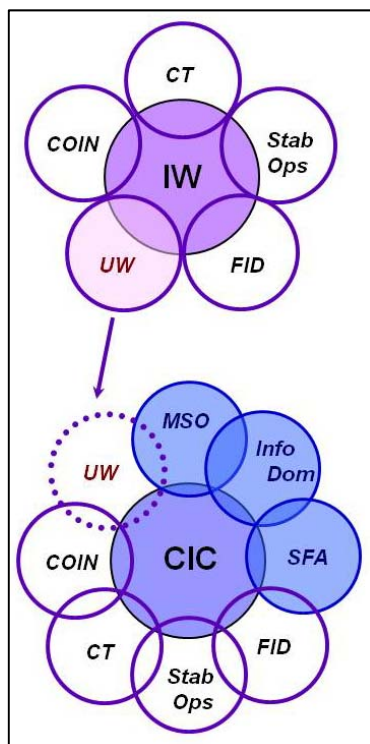 CT
COIN
Stab
Ops
IW
UW
FID
MSO
Info
Dom
UW
SFA
COIN
CIC
CT
FID
Stab
Ops